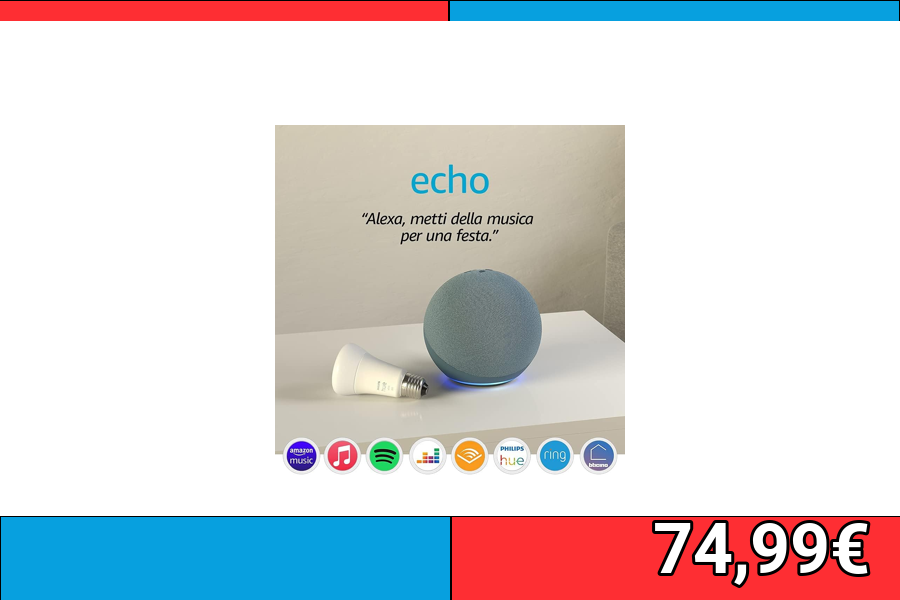 echo
“Alexa, metti della musica
per una festa.”
amazon
music
PHILIPS
hue
ring
bticino
74,99€